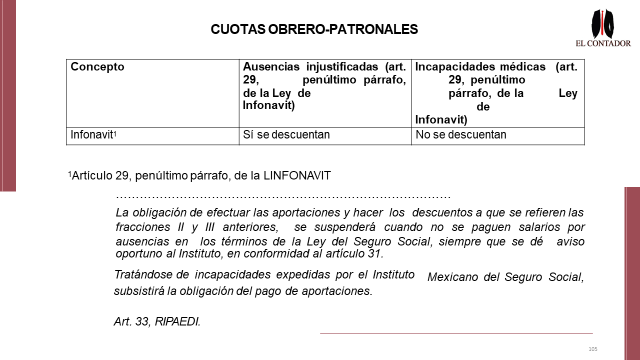 CUOTAS OBRERO-PATRONALES
EL CONTADOR
Concepto
Ausencias injustificadas (art.
29, penúltimo párrafo,
de la Ley de
Infonavit)
Incapacidades médicas (art.
29, penúltimo
párrafo, de la Ley
de
Infonavit)
Infonavit¹
Sí se descuentan
No se descuentan
¹Artículo 29, penúltimo párrafo, de la LINFONAVIT
…………………………………………………………………………
La obligación de efectuar las aportaciones y hacer los descuentos a que se refieren las
fracciones II y III anteriores, se suspenderá cuando no se paguen salarios por
ausencias en los términos de la Ley del Seguro Social, siempre que se dé aviso
oportuno al Instituto, en conformidad al artículo 31.
Tratándose de incapacidades expedidas por el Instituto Mexicano del Seguro Social,
subsistirá la obligación del pago de aportaciones.
Art. 33, RIPAEDI.